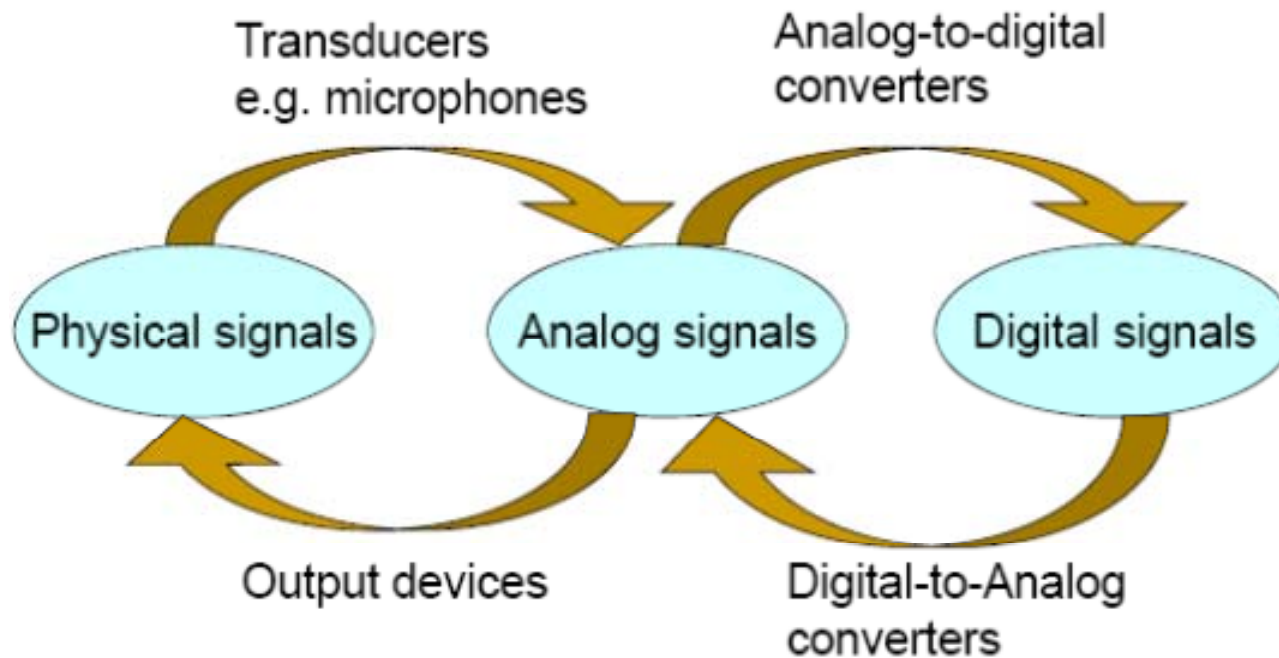 Transducers
e.g. microphones
Analog-to-digital
converters
Physical signals
Analog signals
Digital signals
Output devices
Digital-to-Analog
converters